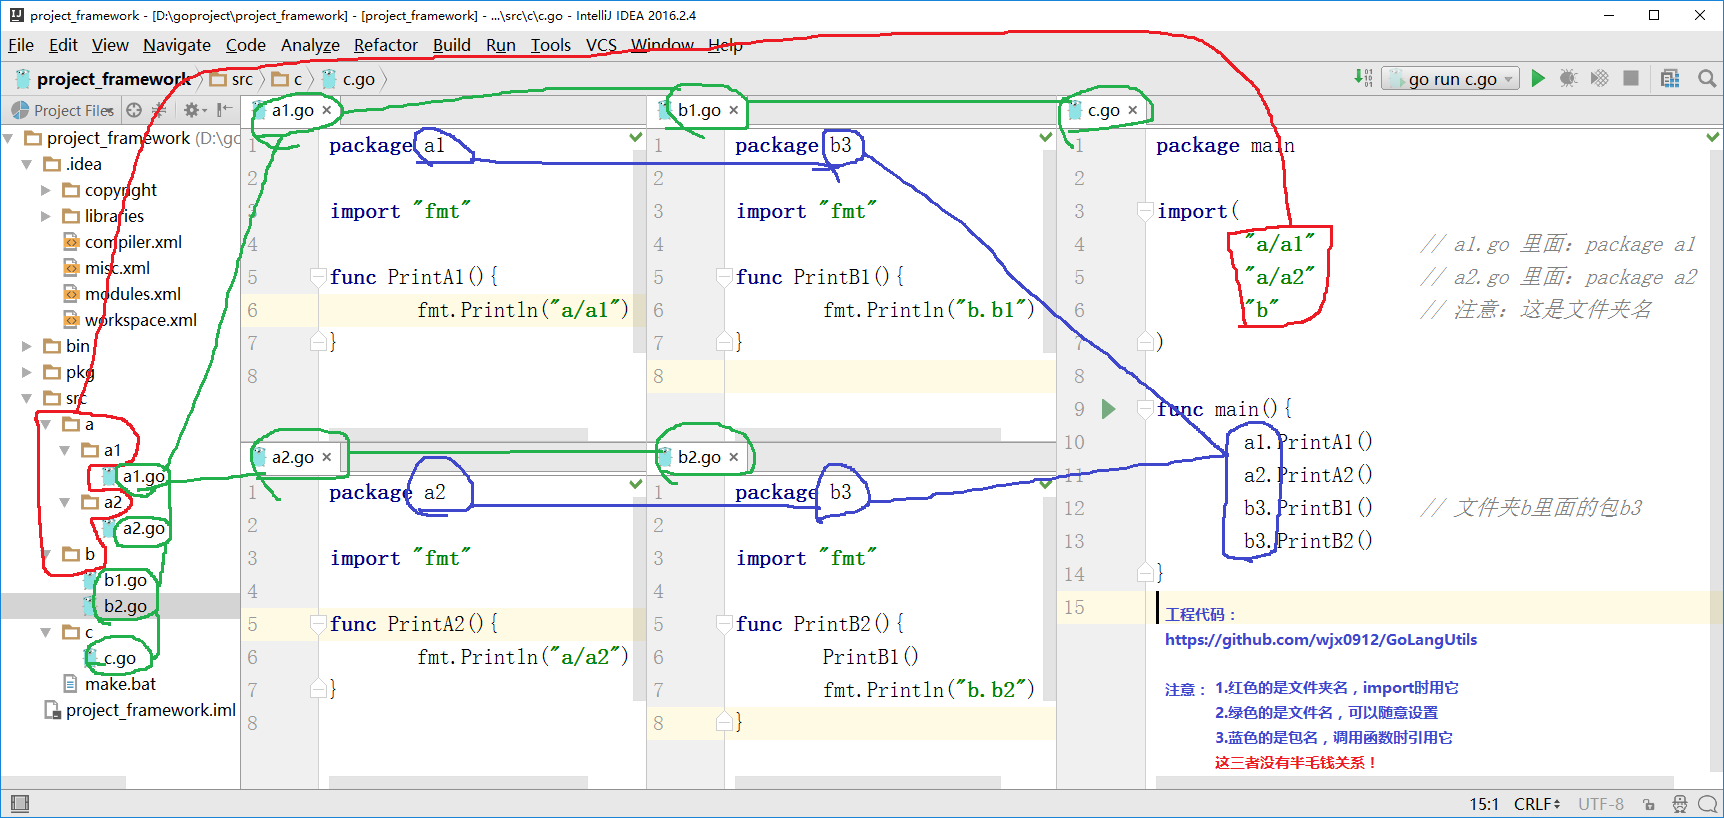 project_framework - [D:\goproject\project_framework] - [project_framework] - ...\src\c\c.go - IntelliJ IDEA 2016.2.4
File Edit View Navigate Code Analyze Refactor Build Run Tools VCS Window Help
project_framework src c c.go
go run c.go
Project Files
project_framework (D:\go
.idea
copyright
libraries
compiler.xml
misc.xml
modules.xml
workspace.xml
bin
pkg
src
a
a1
a1.go
a2
a2.go
b
b1.go
b2.go
c
c.go
make.bat
project_framework.iml
a1.go
1 package a1
2
3 import "fmt"
4
5 func PrintA1(){
6 fmt.Println("a/a1")
7 }
8
a2.go
1 package a2
2
3 import "fmt"
4
5 func PrintA2(){
6 fmt.Println("a/a2")
7 }
8
b1.go
1 package b3
2
3 import "fmt"
4
5 func PrintB1(){
6 fmt.Println("b.b1")
7 }
8
b2.go
1 package b3
2
3 import "fmt"
4
5 func PrintB2(){
6 PrintB1()
7 fmt.Println("b.b2")
8 }
c.go
1 package main
2
3 import(
4 "a/a1" // a1.go 里面: package a1
5 "a/a2" // a2.go 里面: package a2
6 "b" // 注意: 这是文件夹名
7 )
8
9 func main(){
10 a1.PrintA1()
11 a2.PrintA2()
12 b3.PrintB1() // 文件夹b里面的包b3
13 b3.PrintB2()
14 }
15
工程代码：
https://github.com/wjx0912/GoLangUtils
注意： 1.红色的是文件夹名，import时用它
2.绿色的是文件名，可以随意设置
3.蓝色的是包名，调用函数时引用它
这三者没有半毛钱关系！
15:1 CRLF UTF-8